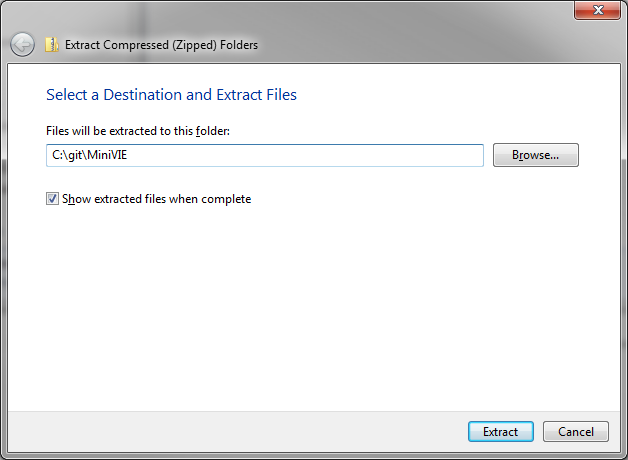 Extract Compressed (Zipped) Folders
Select a Destination and Extract Files
Files will be extracted to this folder:
C:\git\MiniVIE
Browse...
Show extracted files when complete
Extract
Cancel